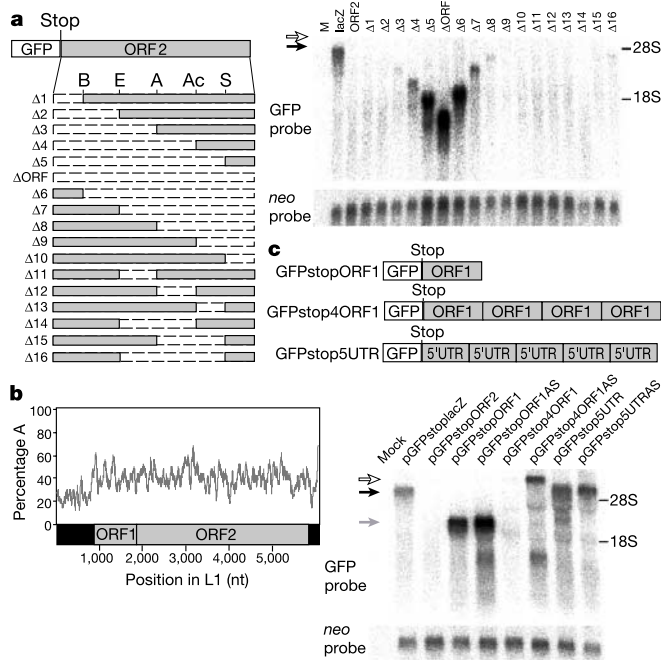 a
Stop
GFP ORF2
B E A Ac S
Δ1
Δ2
Δ3
Δ4
Δ5
ΔORF
Δ6
Δ7
Δ8
Δ9
Δ10
Δ11
Δ12
Δ13
Δ14
Δ15
Δ16
M lacZ ORF2 Δ1 Δ2 Δ3 Δ4 Δ5 ΔORF Δ6 Δ7 Δ8 Δ9 Δ10 Δ11 Δ12 Δ13 Δ14 Δ15 Δ16
28S
18S
GFP
probe
neo
probe
b
Percentage A
100
80
60
40
20
0
ORF1 ORF2
1,000 2,000 3,000 4,000 5,000
Position in L1 (nt)
c
Stop
GFPstopORF1 GFP ORF1
Stop
GFPstop4ORF1 GFP ORF1 ORF1 ORF1 ORF1
Stop
GFPstop5UTR GFP 5'UTR 5'UTR 5'UTR 5'UTR 5'UTR
Mock
pGFPstoplacZ
pGFPstopORF2
pGFPstopORF1
pGFPstopORF1AS
pGFPstop4ORF1
pGFPstop4ORF1AS
pGFPstop5UTR
pGFPstop5UTRAS
28S
18S
GFP
probe
neo
probe